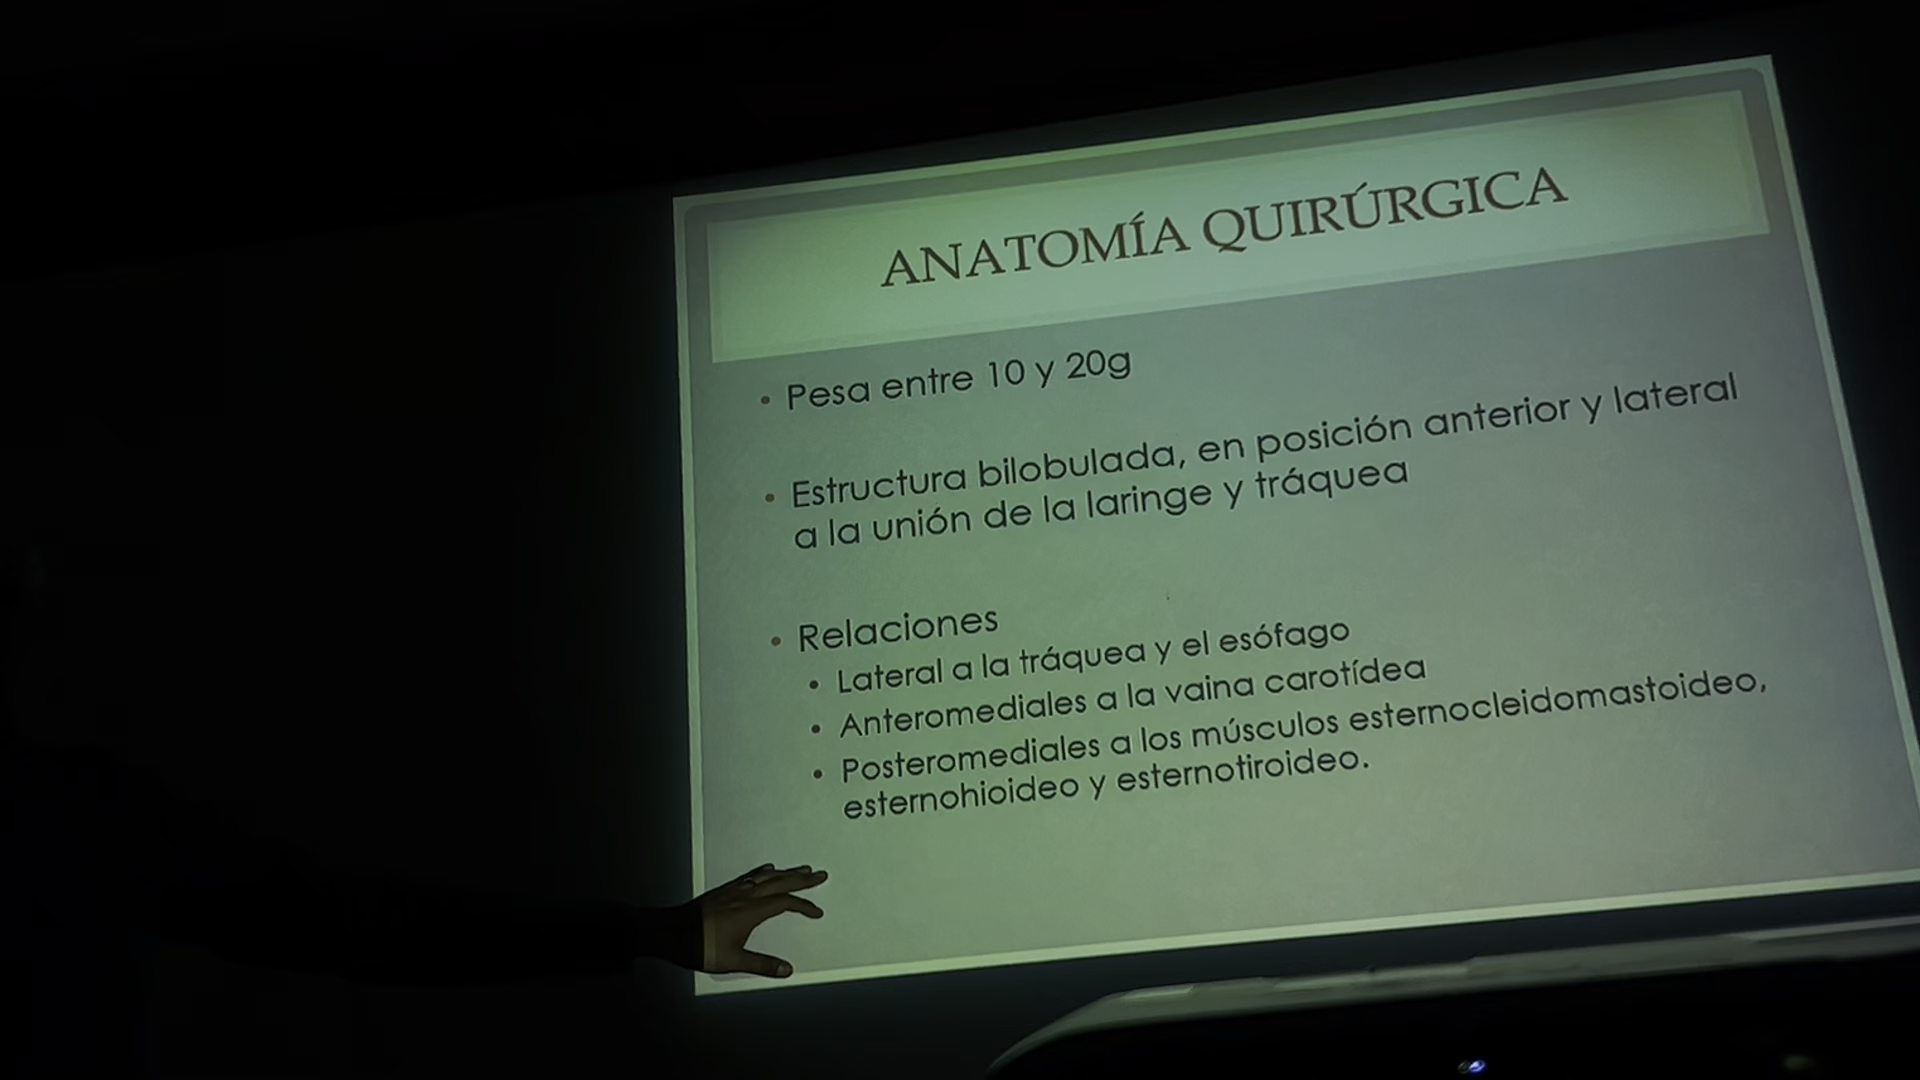 ANATOMÍA QUIRÚRGICA
• Pesa entre 10 y 20g
• Estructura bilobulada, en posición anterior y lateral
a la unión de la laringe y tráquea
• Relaciones
• Lateral a la tráquea y el esófago
• Anteromediales a la vaina carotídea
• Posteromediales a los músculos esternocleidomastoideo,
esternohioideo y esternotiroideo.